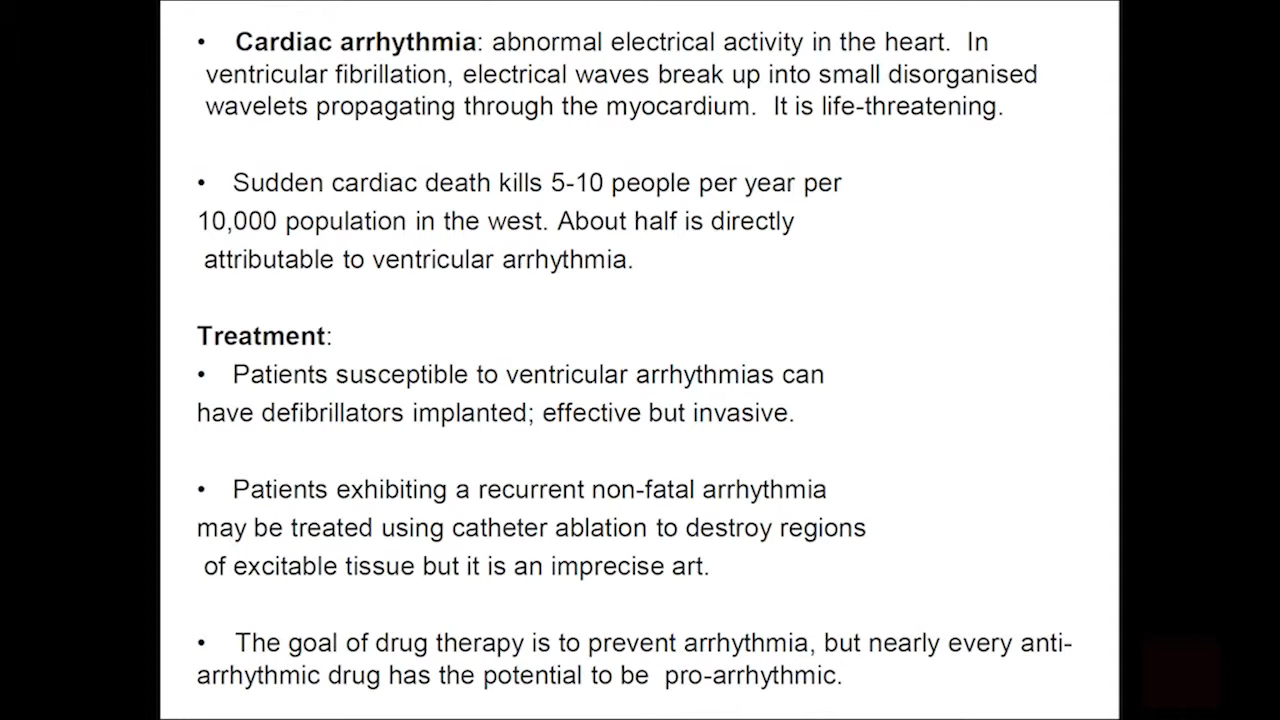 • Cardiac arrhythmia: abnormal electrical activity in the heart. In
ventricular fibrillation, electrical waves break up into small disorganised
wavelets propagating through the myocardium. It is life-threatening.
• Sudden cardiac death kills 5-10 people per year per
10,000 population in the west. About half is directly
attributable to ventricular arrhythmia.
Treatment:
• Patients susceptible to ventricular arrhythmias can
have defibrillators implanted; effective but invasive.
• Patients exhibiting a recurrent non-fatal arrhythmia
may be treated using catheter ablation to destroy regions
of excitable tissue but it is an imprecise art.
• The goal of drug therapy is to prevent arrhythmia, but nearly every anti-
arrhythmic drug has the potential to be pro-arrhythmic.